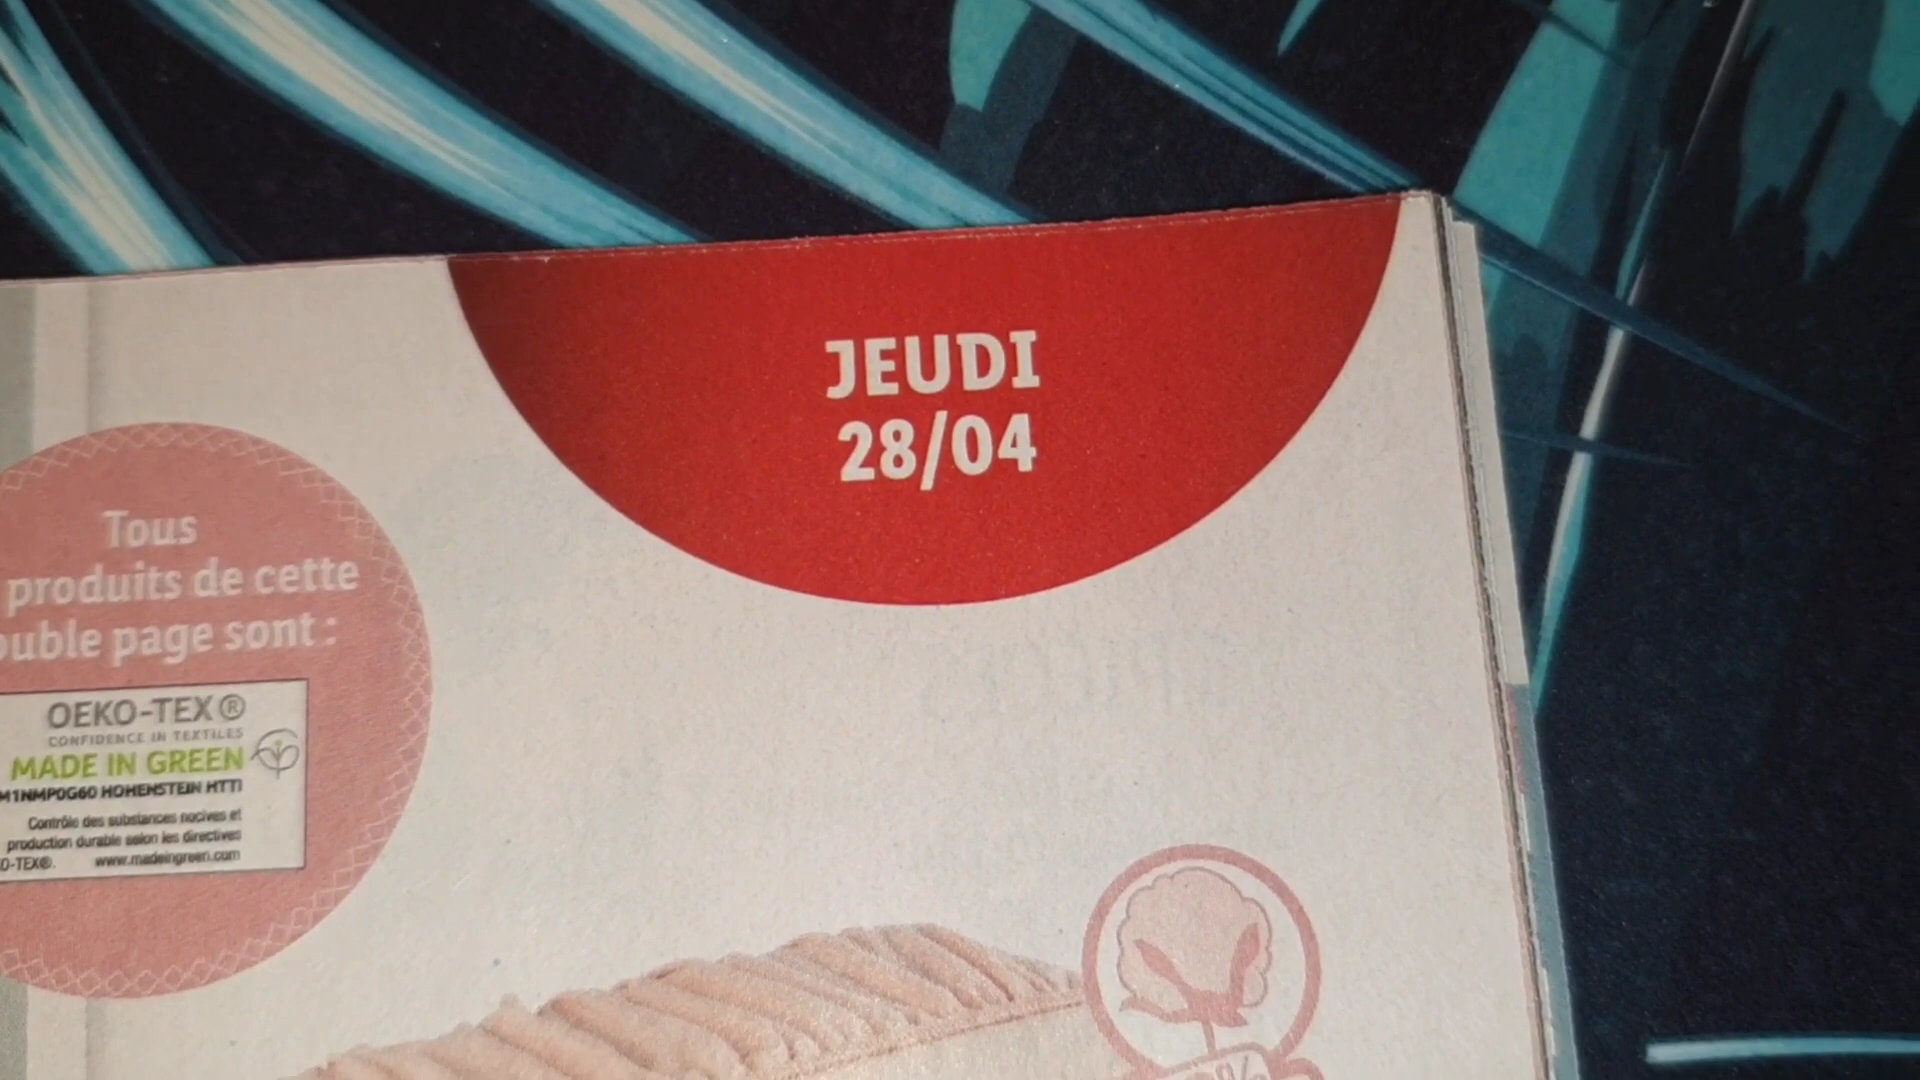 JEUDI
28/04
Tous
produits de cette
ouble page sont :
OEKO-TEX®
CONFIDENCE IN TEXTILES
MADE IN GREEN
M1NMP0G60 HOHENSTEIN HTTI
Contrôle des substances nocives et
production durable selon les directives
O-TEX®. www.madeingreen.com